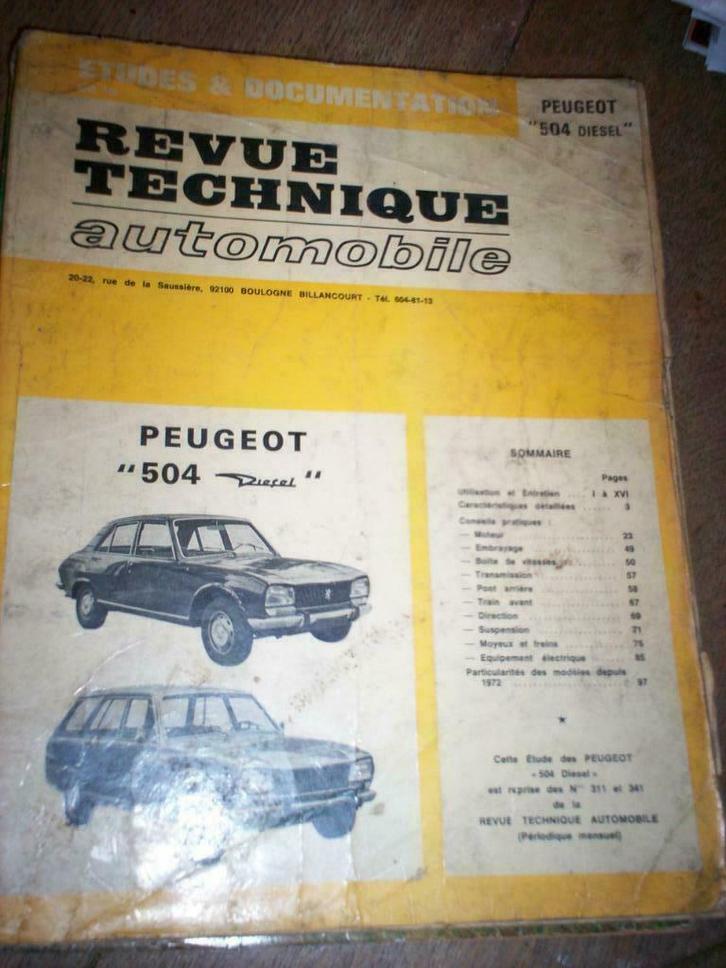 ETUDES & DOCUMENTATION
PEUGEOT
"504 DIESEL"
REVUE
TECHNIQUE
automobile
20-22, rue de la Saussière, 92100 BOULOGNE BILLANCOURT - Tél. 604-81-13
PEUGEOT
"504 Diesel"
SOMMAIRE
Pages
Utilisation et Entretien .... I à XVI
Caractéristiques détaillées ...... 3
Conseils pratiques :
— Moteur ...... 23
— Embrayage ...... 49
— Boîte de vitesses ...... 50
— Transmission ...... 57
— Pont arrière ...... 58
— Train avant ...... 67
— Direction ...... 69
— Suspension ...... 71
— Moyeux et freins ...... 75
— Equipement électrique ...... 85
Particularités des modèles depuis
1972 ...... 97
★
Cette Étude des PEUGEOT
« 504 Diesel »
est reprise des Nos 311 et 341
de la
REVUE TECHNIQUE AUTOMOBILE
(Périodique mensuel)